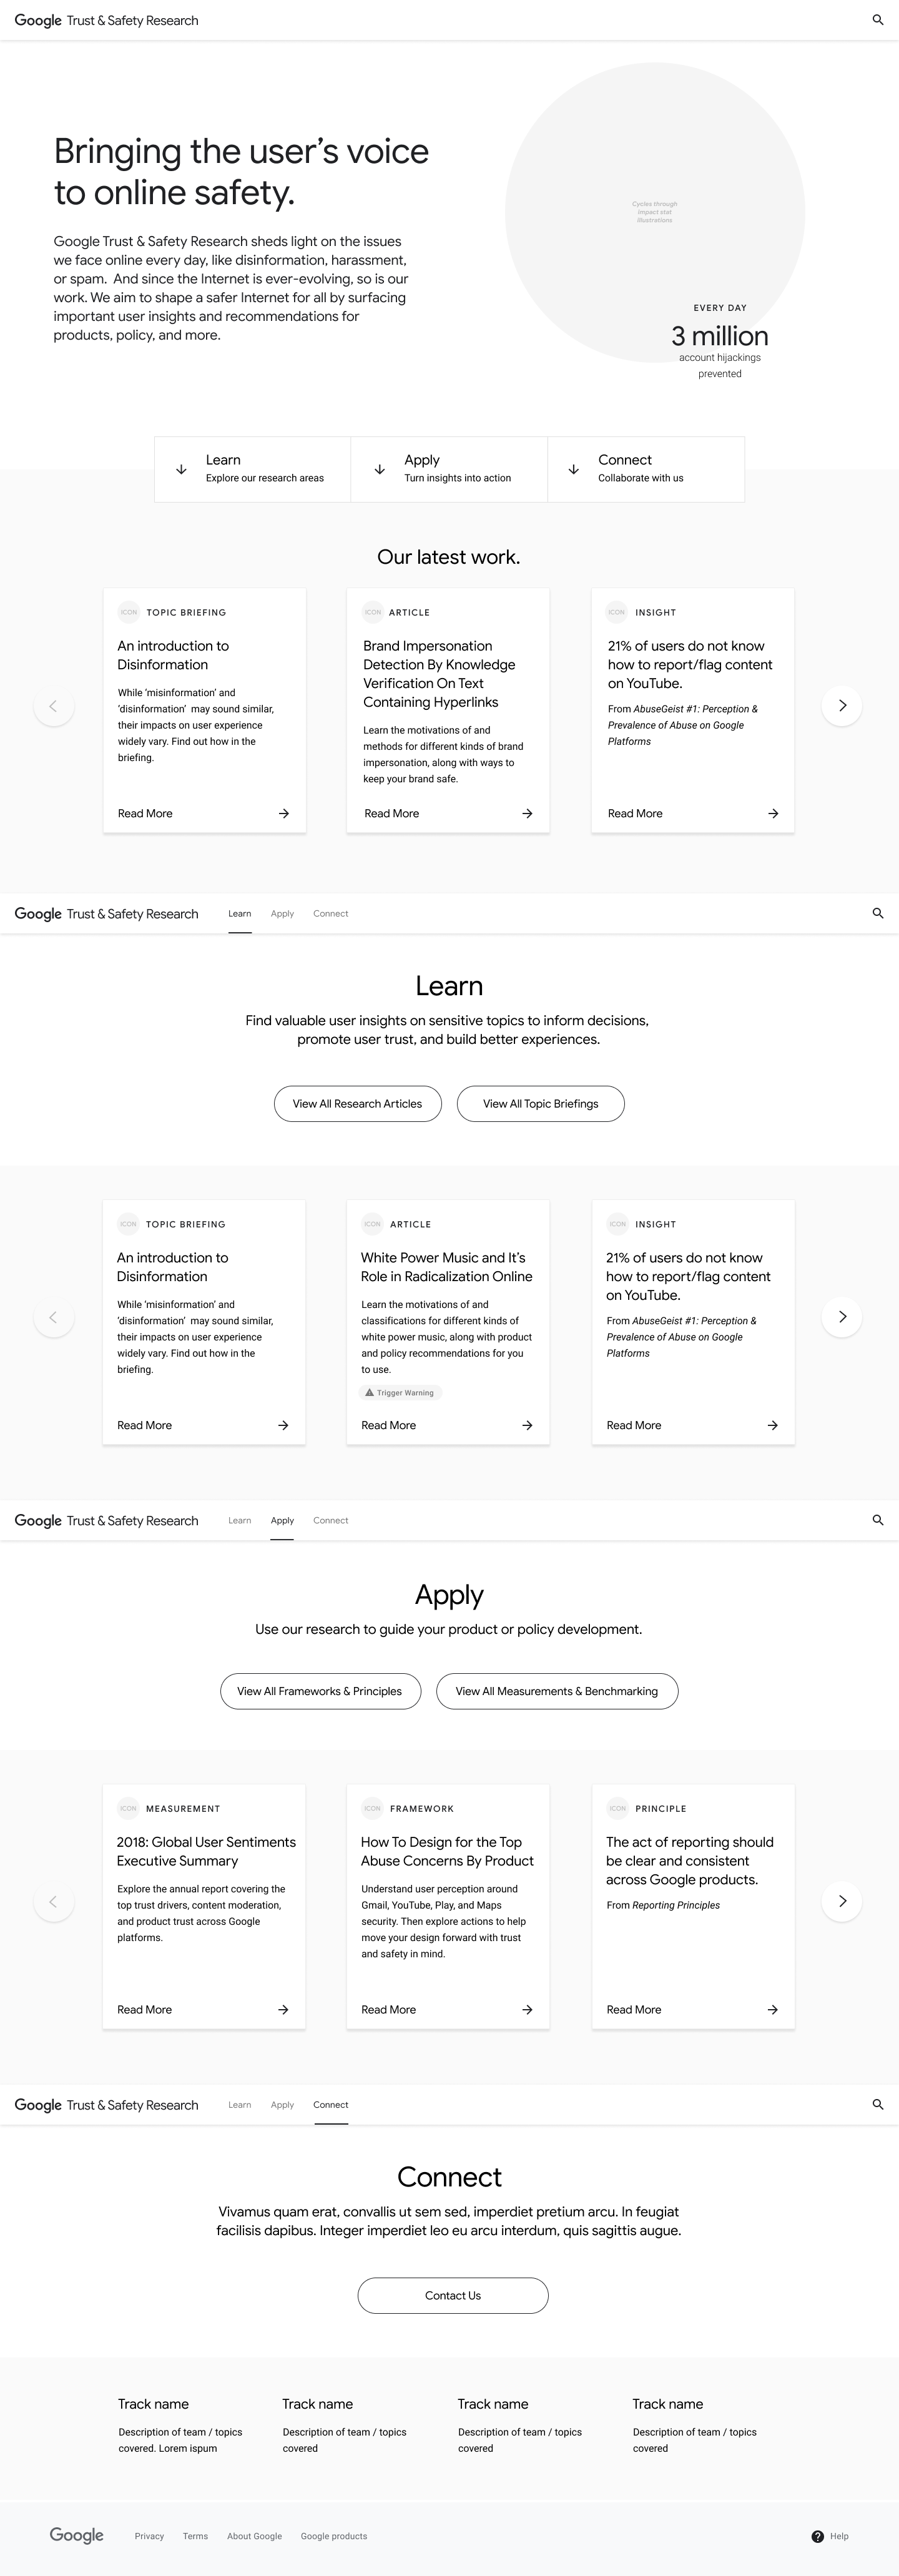 Google Trust & Safety Research
Bringing the user’s voice
to online safety.
Google Trust & Safety Research sheds light on the issues
we face online every day, like disinformation, harassment,
or spam.  And since the Internet is ever-evolving, so is our
work. We aim to shape a safer Internet for all by surfacing
important user insights and recommendations for
products, policy, and more.
Cycles through
impact stat
illustrations
EVERY DAY
3 million
account hijackings
prevented
Learn
Explore our research areas
Apply
Turn insights into action
Connect
Collaborate with us
Our latest work.
ICON TOPIC BRIEFING
An introduction to
Disinformation
While ‘misinformation’ and
‘disinformation’  may sound similar,
their impacts on user experience
widely vary. Find out how in the
briefing.
Read More
ICON ARTICLE
Brand Impersonation
Detection By Knowledge
Verification On Text
Containing Hyperlinks
Learn the motivations of and
methods for different kinds of brand
impersonation, along with ways to
keep your brand safe.
Read More
ICON INSIGHT
21% of users do not know
how to report/flag content
on YouTube.
From AbuseGeist #1: Perception &
Prevalence of Abuse on Google
Platforms
Read More
Google Trust & Safety Research Learn Apply Connect
Learn
Find valuable user insights on sensitive topics to inform decisions,
promote user trust, and build better experiences.
View All Research Articles
View All Topic Briefings
ICON TOPIC BRIEFING
An introduction to
Disinformation
While ‘misinformation’ and
‘disinformation’  may sound similar,
their impacts on user experience
widely vary. Find out how in the
briefing.
Read More
ICON ARTICLE
White Power Music and It’s
Role in Radicalization Online
Learn the motivations of and
classifications for different kinds of
white power music, along with product
and policy recommendations for you
to use.
Trigger Warning
Read More
ICON INSIGHT
21% of users do not know
how to report/flag content
on YouTube.
From AbuseGeist #1: Perception &
Prevalence of Abuse on Google
Platforms
Read More
Google Trust & Safety Research Learn Apply Connect
Apply
Use our research to guide your product or policy development.
View All Frameworks & Principles
View All Measurements & Benchmarking
ICON MEASUREMENT
2018: Global User Sentiments
Executive Summary
Explore the annual report covering the
top trust drivers, content moderation,
and product trust across Google
platforms.
Read More
ICON FRAMEWORK
How To Design for the Top
Abuse Concerns By Product
Understand user perception around
Gmail, YouTube, Play, and Maps
security. Then explore actions to help
move your design forward with trust
and safety in mind.
Read More
ICON PRINCIPLE
The act of reporting should
be clear and consistent
across Google products.
From Reporting Principles
Read More
Google Trust & Safety Research Learn Apply Connect
Connect
Vivamus quam erat, convallis ut sem sed, imperdiet pretium arcu. In feugiat
facilisis dapibus. Integer imperdiet leo eu arcu interdum, quis sagittis augue.
Contact Us
Track name
Description of team / topics
covered. Lorem ispum
Track name
Description of team / topics
covered
Track name
Description of team / topics
covered
Track name
Description of team / topics
covered
Google Privacy Terms About Google Google products Help